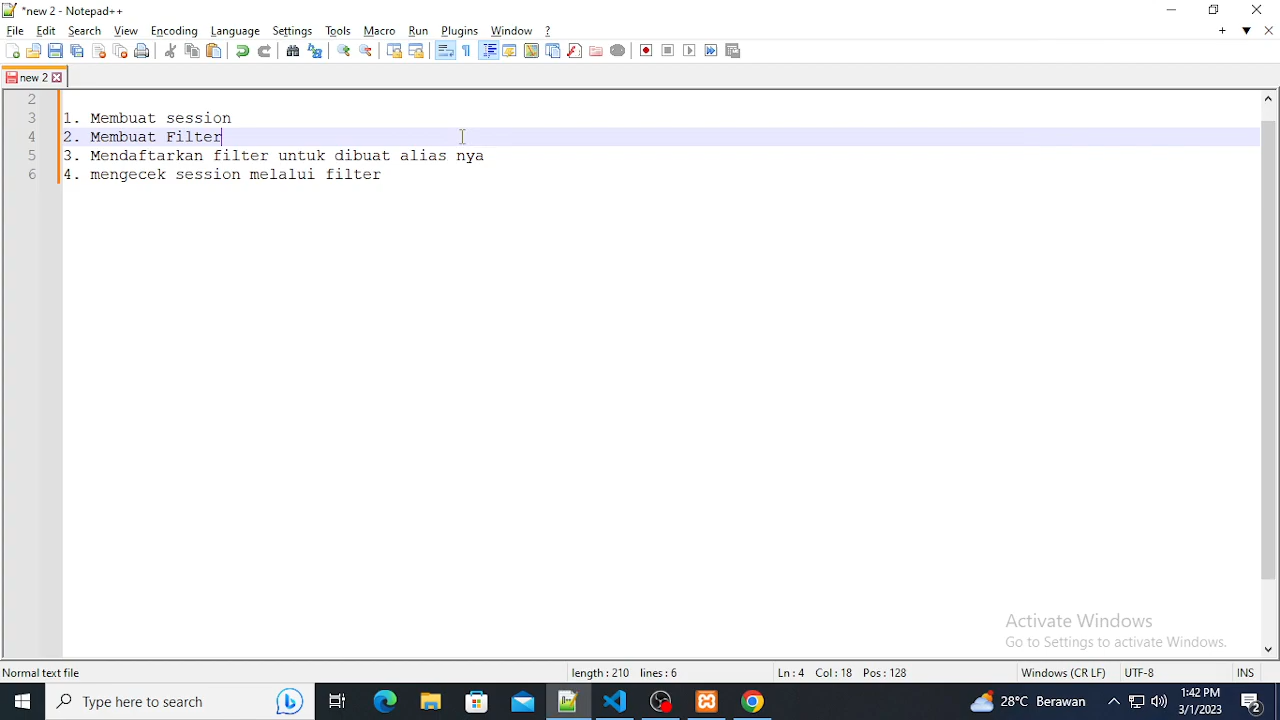 *new 2 - Notepad++
File Edit Search View Encoding Language Settings Tools Macro Run Plugins Window ?
new 2
2
3 1. Membuat session
4 2. Membuat Filter
5 3. Mendaftarkan filter untuk dibuat alias nya
6 4. mengecek session melalui filter
Activate Windows
Go to Settings to activate Windows.
Normal text file length : 210 lines : 6 Ln : 4 Col : 18 Pos : 128 Windows (CR LF) UTF-8 INS
Type here to search 28°C Berawan 1:42 PM
3/1/2023 2